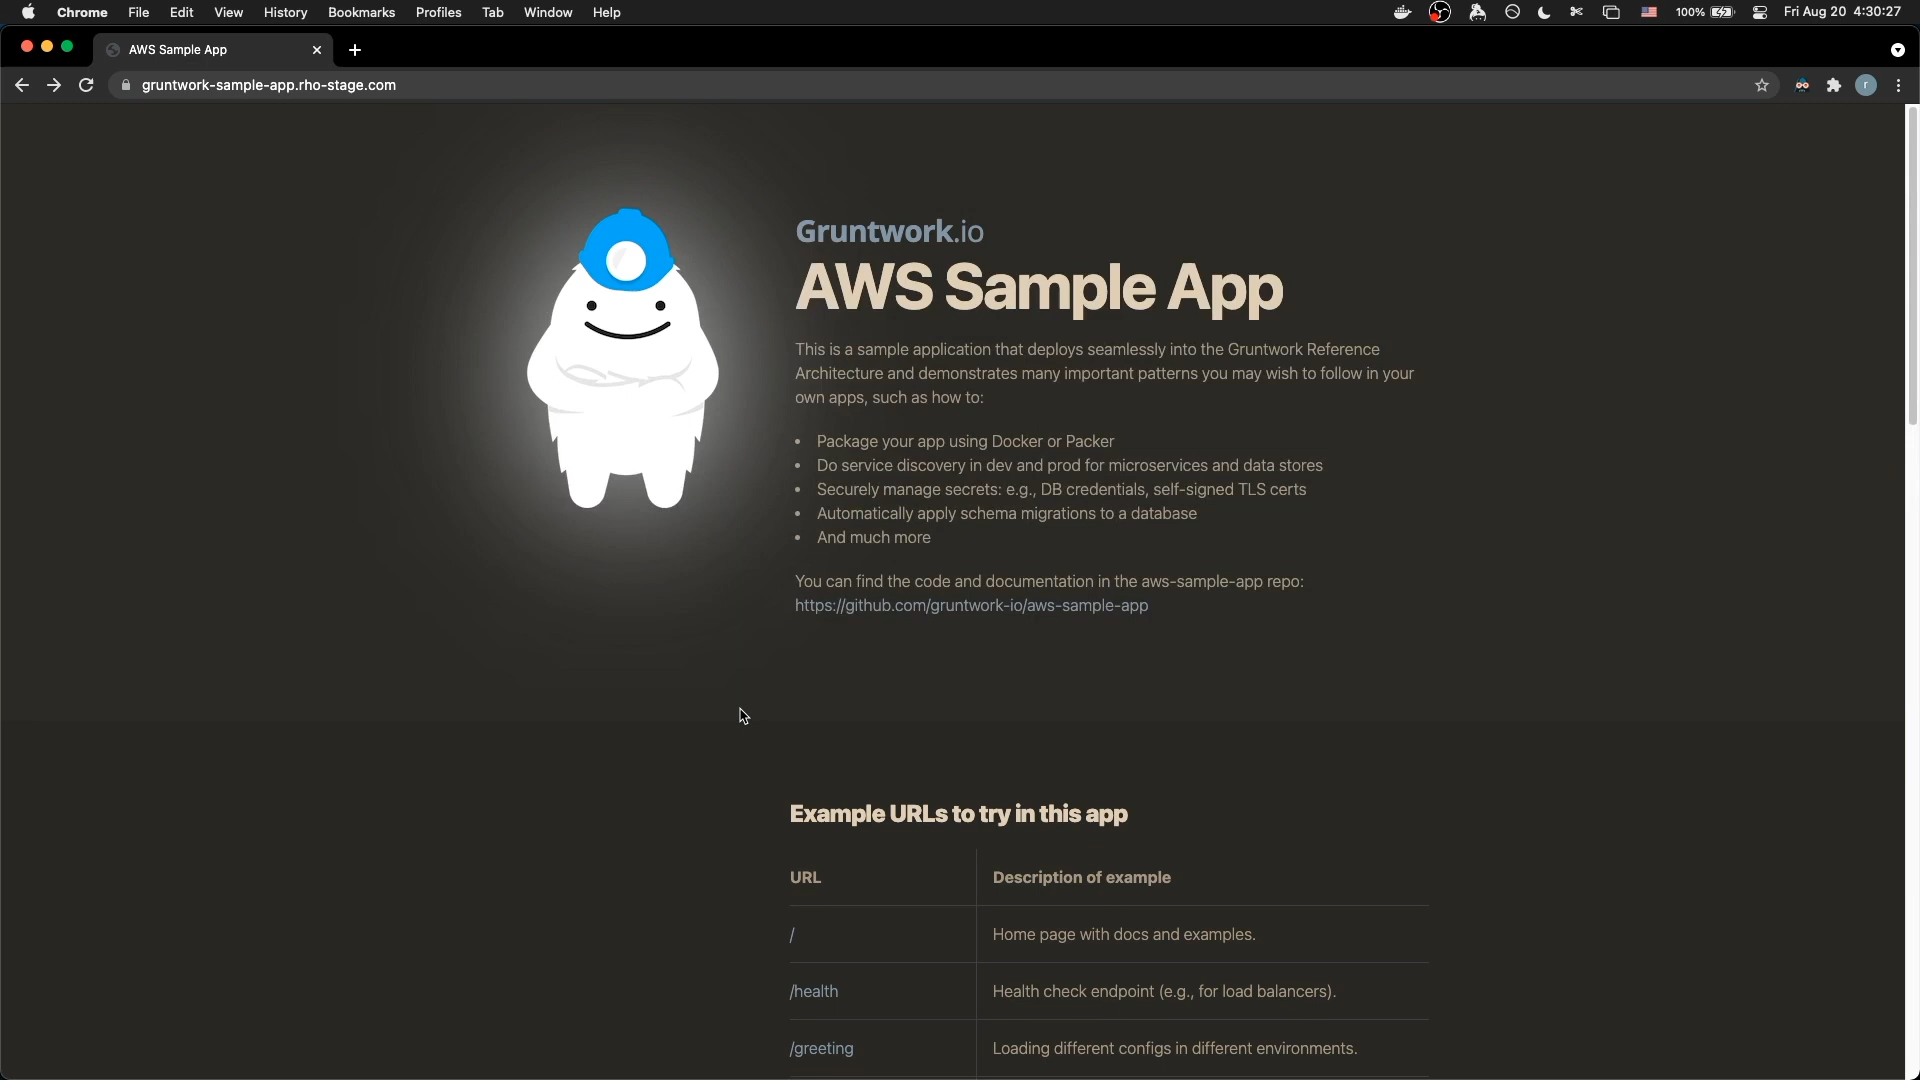 Chrome File Edit View History Bookmarks Profiles Tab Window Help 100% Fri Aug 20 4:30:27
AWS Sample App
gruntwork-sample-app.rho-stage.com r
Gruntwork.io
AWS Sample App
This is a sample application that deploys seamlessly into the Gruntwork Reference
Architecture and demonstrates many important patterns you may wish to follow in your
own apps, such as how to:
• Package your app using Docker or Packer
• Do service discovery in dev and prod for microservices and data stores
• Securely manage secrets: e.g., DB credentials, self-signed TLS certs
• Automatically apply schema migrations to a database
• And much more
You can find the code and documentation in the aws-sample-app repo:
https://github.com/gruntwork-io/aws-sample-app
Example URLs to try in this app
URL Description of example
/ Home page with docs and examples.
/health Health check endpoint (e.g., for load balancers).
/greeting Loading different configs in different environments.